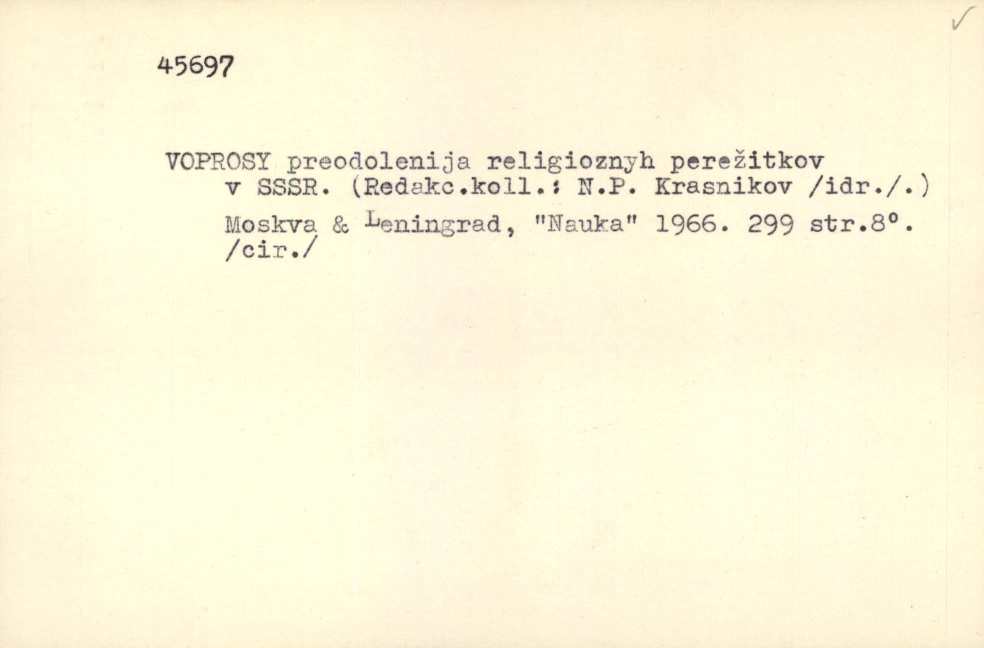 45697
VOPROSY preodolenija religioznyh perežitkov
v SSSR. (Redakc.koll.: N.P. Krasnikov /idr./.)
Moskva & Leningrad, "Nauka" 1966. 299 str.8°.
/cir./